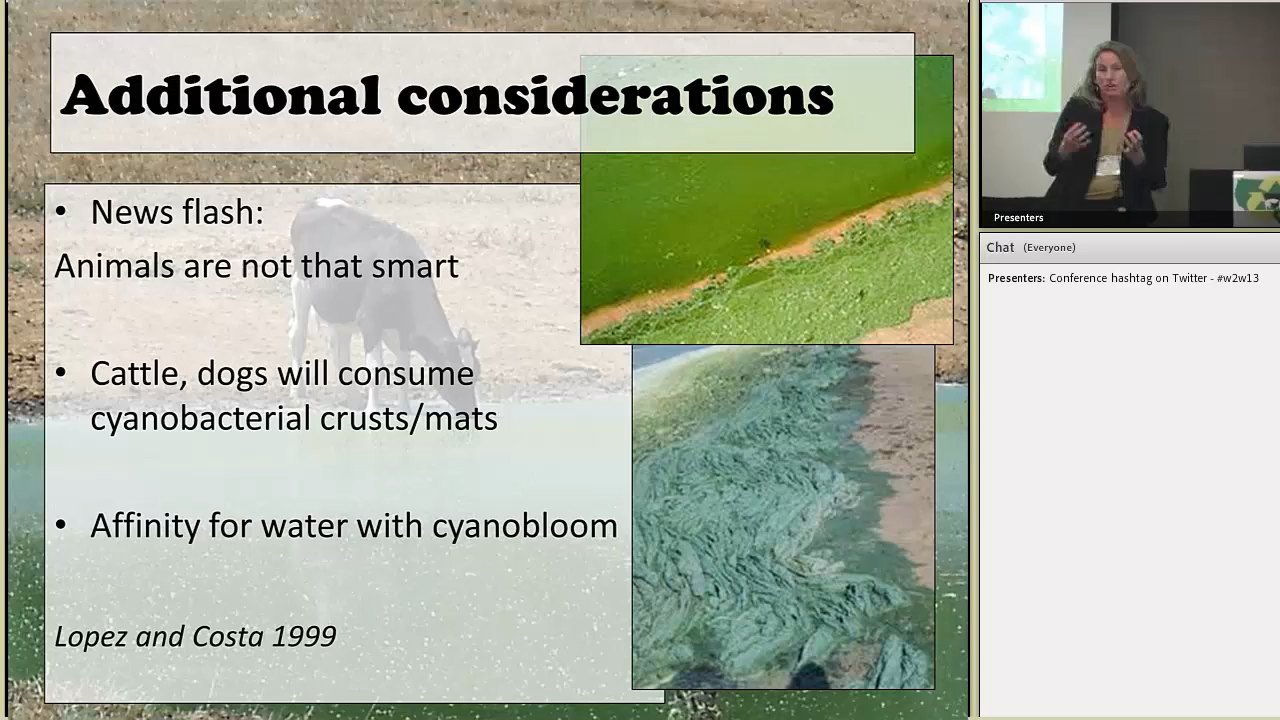 Additional considerations
• News flash:
Animals are not that smart
• Cattle, dogs will consume
cyanobacterial crusts/mats
• Affinity for water with cyanobloom
Lopez and Costa 1999
Presenters
Chat (Everyone)
Presenters: Conference hashtag on Twitter - #w2w13